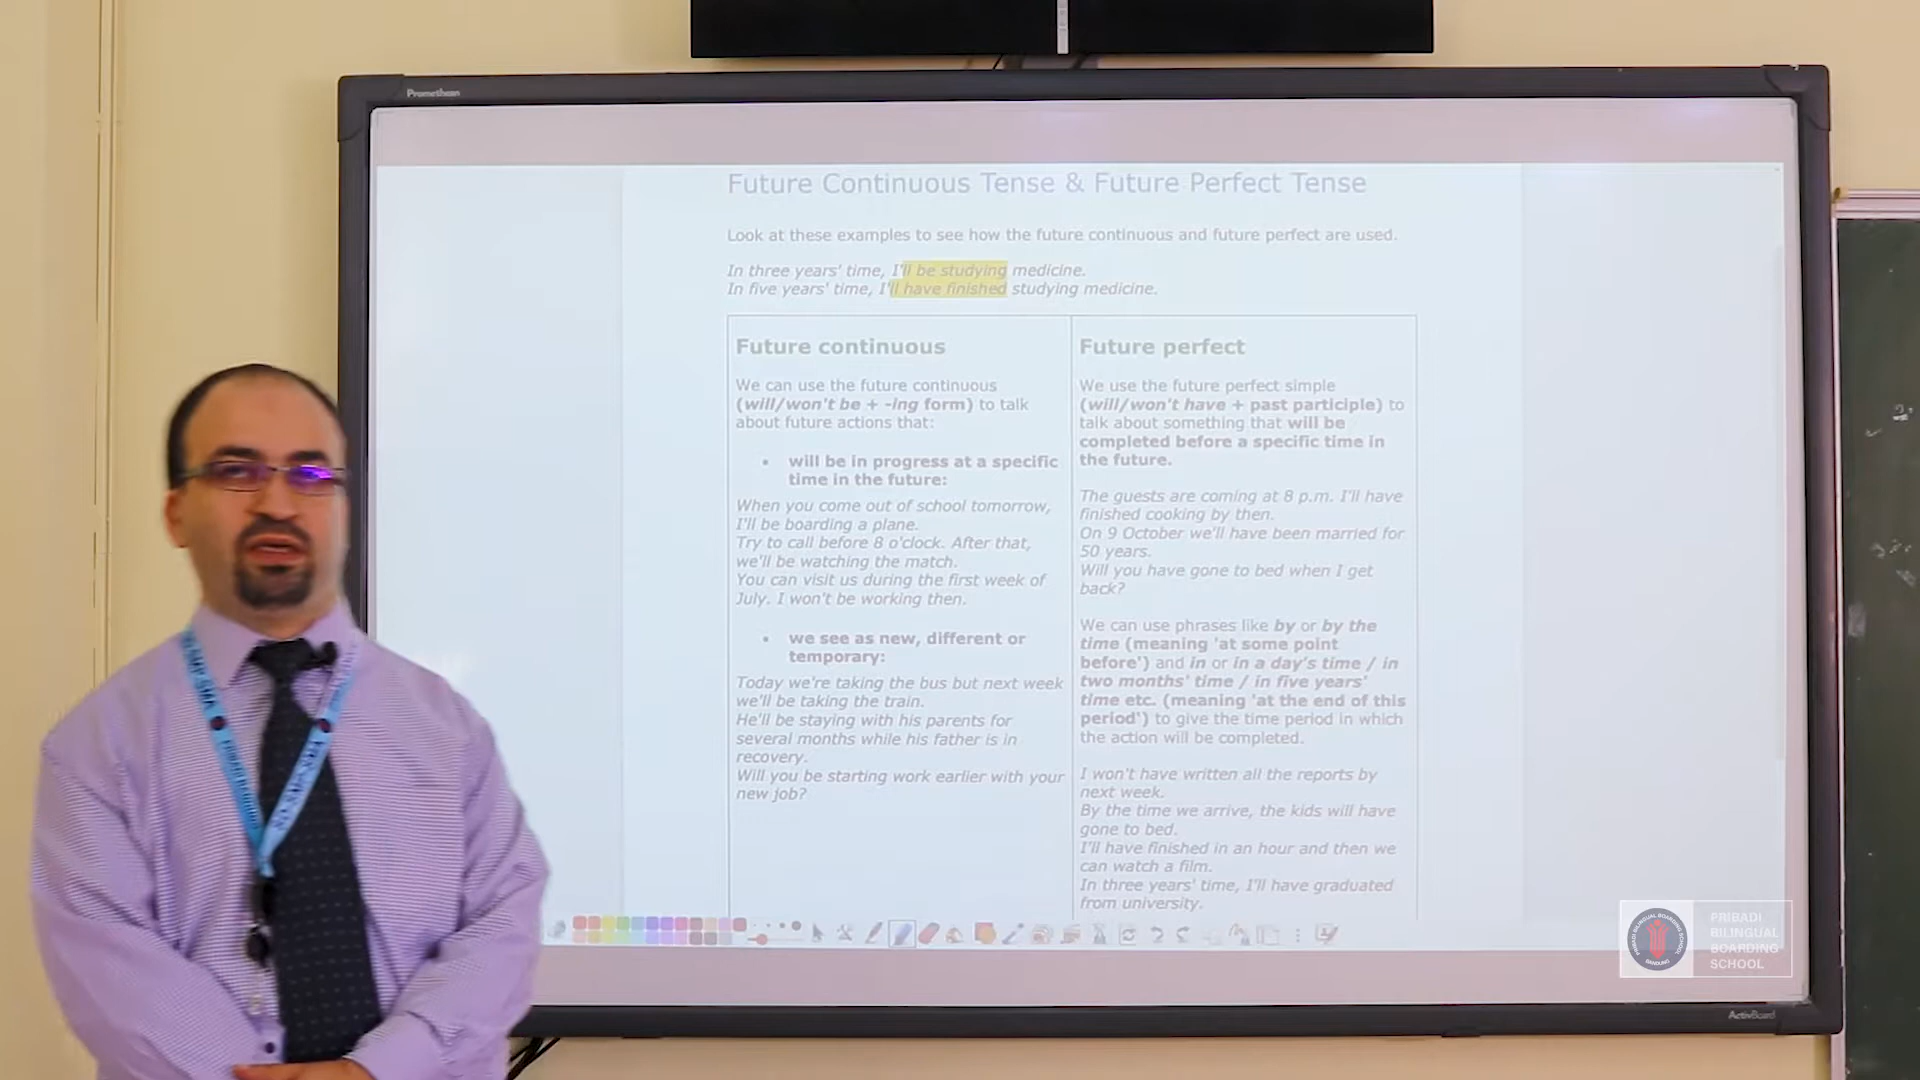 Promethean
Future Continuous Tense & Future Perfect Tense
Look at these examples to see how the future continuous and future perfect are used.
In three years' time, I'll be studying medicine.
In five years' time, I'll have finished studying medicine.
Future continuous
We can use the future continuous
(will/won't be + -ing form) to talk
about future actions that:
• will be in progress at a specific
time in the future:
When you come out of school tomorrow,
I'll be boarding a plane.
Try to call before 8 o'clock. After that,
we'll be watching the match.
You can visit us during the first week of
July. I won't be working then.
• we see as new, different or
temporary:
Today we're taking the bus but next week
we'll be taking the train.
He'll be staying with his parents for
several months while his father is in
recovery.
Will you be starting work earlier with your
new job?
Future perfect
We use the future perfect simple
(will/won't have + past participle) to
talk about something that will be
completed before a specific time in
the future.
The guests are coming at 8 p.m. I'll have
finished cooking by then.
On 9 October we'll have been married for
50 years.
Will you have gone to bed when I get
back?
We can use phrases like by or by the
time (meaning 'at some point
before') and in or in a day's time / in
two months' time / in five years'
time etc. (meaning 'at the end of this
period') to give the time period in which
the action will be completed.
I won't have written all the reports by
next week.
By the time we arrive, the kids will have
gone to bed.
I'll have finished in an hour and then we
can watch a film.
In three years' time, I'll have graduated
from university.
ActivBoard
PRIBADI BILINGUAL BOARDING SCHOOL
BANDUNG
PRIBADI
BILINGUAL
BOARDING
SCHOOL